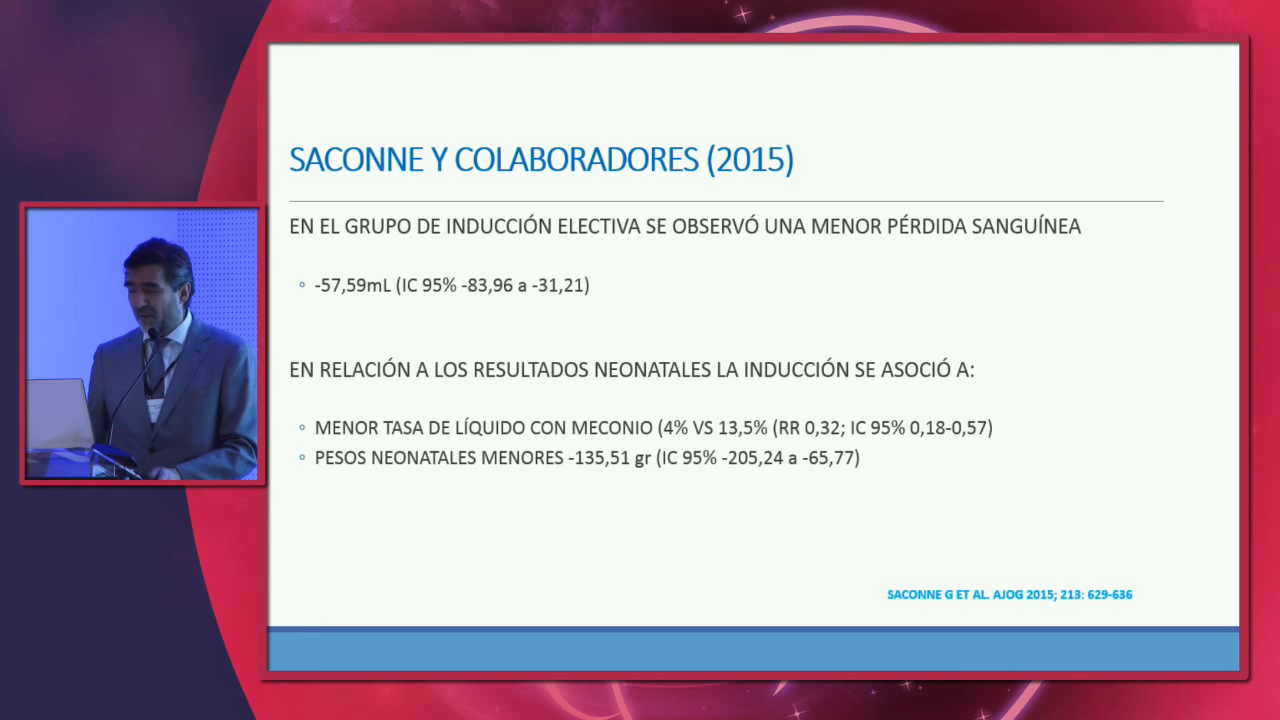 SACONNE Y COLABORADORES (2015)
EN EL GRUPO DE INDUCCIÓN ELECTIVA SE OBSERVÓ UNA MENOR PÉRDIDA SANGUÍNEA
◦ -57,59mL (IC 95% -83,96 a -31,21)
EN RELACIÓN A LOS RESULTADOS NEONATALES LA INDUCCIÓN SE ASOCIÓ A:
◦ MENOR TASA DE LÍQUIDO CON MECONIO (4% VS 13,5% (RR 0,32; IC 95% 0,18-0,57)
◦ PESOS NEONATALES MENORES -135,51 gr (IC 95% -205,24 a -65,77)
SACONNE G ET AL. AJOG 2015; 213: 629-636